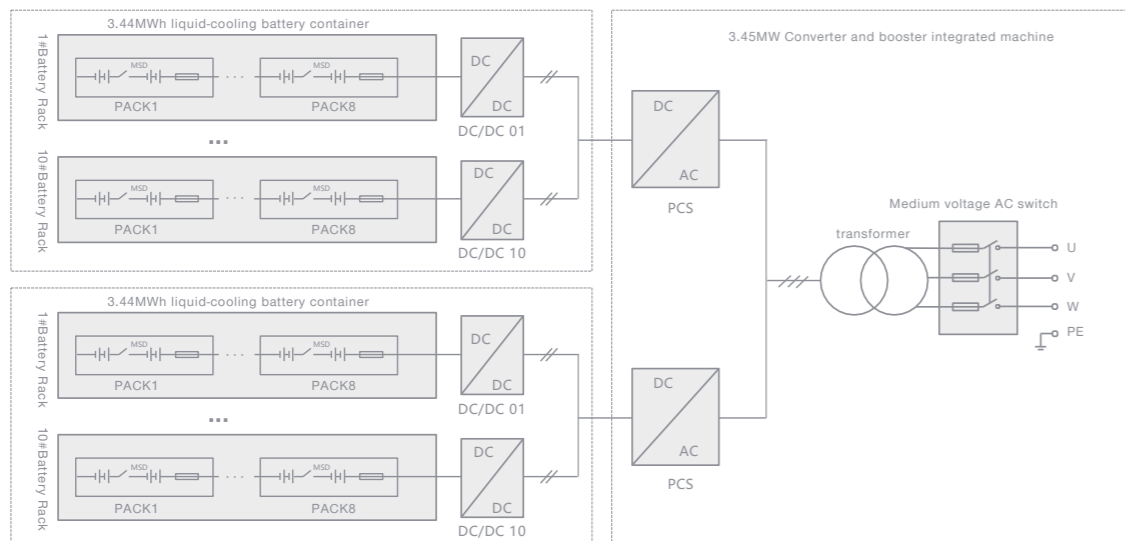 3.44MWh liquid-cooling battery container
1#Battery Rack
MSD
MSD
PACK1
PACK8
DC
DC
DC/DC 01
...
10#Battery Rack
MSD
MSD
PACK1
PACK8
DC
DC
DC/DC 10
3.44MWh liquid-cooling battery container
1#Battery Rack
MSD
MSD
PACK1
PACK8
DC
DC
DC/DC 01
...
10#Battery Rack
MSD
MSD
PACK1
PACK8
DC
DC
DC/DC 10
3.45MW Converter and booster integrated machine
DC
AC
PCS
DC
AC
PCS
transformer
Medium voltage AC switch
U
V
W
PE